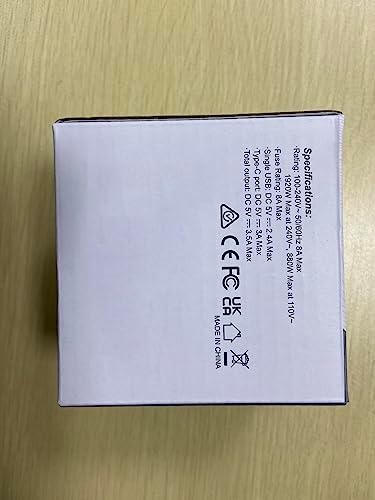 Specifications:
•Rating: 100-240V~ 50/60Hz 8A Max
1920W Max at 240V~, 880W Max at 110V~
•Fuse Rating: 8A Max
•Single USB: DC 5V ⎓ 2.4A Max
•Type-C port: DC 5V ⎓ 3A Max
•Total output: DC 5V ⎓ 3.5A Max
CE FC UK
CA
MADE IN CHINA